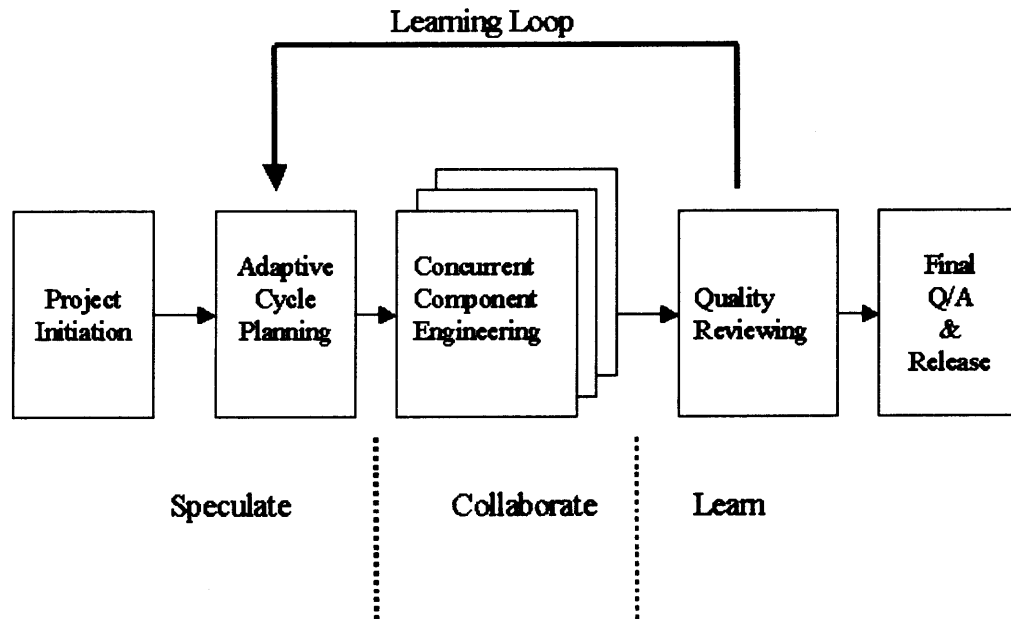 Learning Loop
Project
Initiation
Adaptive
Cycle
Planning
Concurrent
Component
Engineering
Quality
Reviewing
Final
Q/A
&
Release
Speculate
Collaborate
Learn